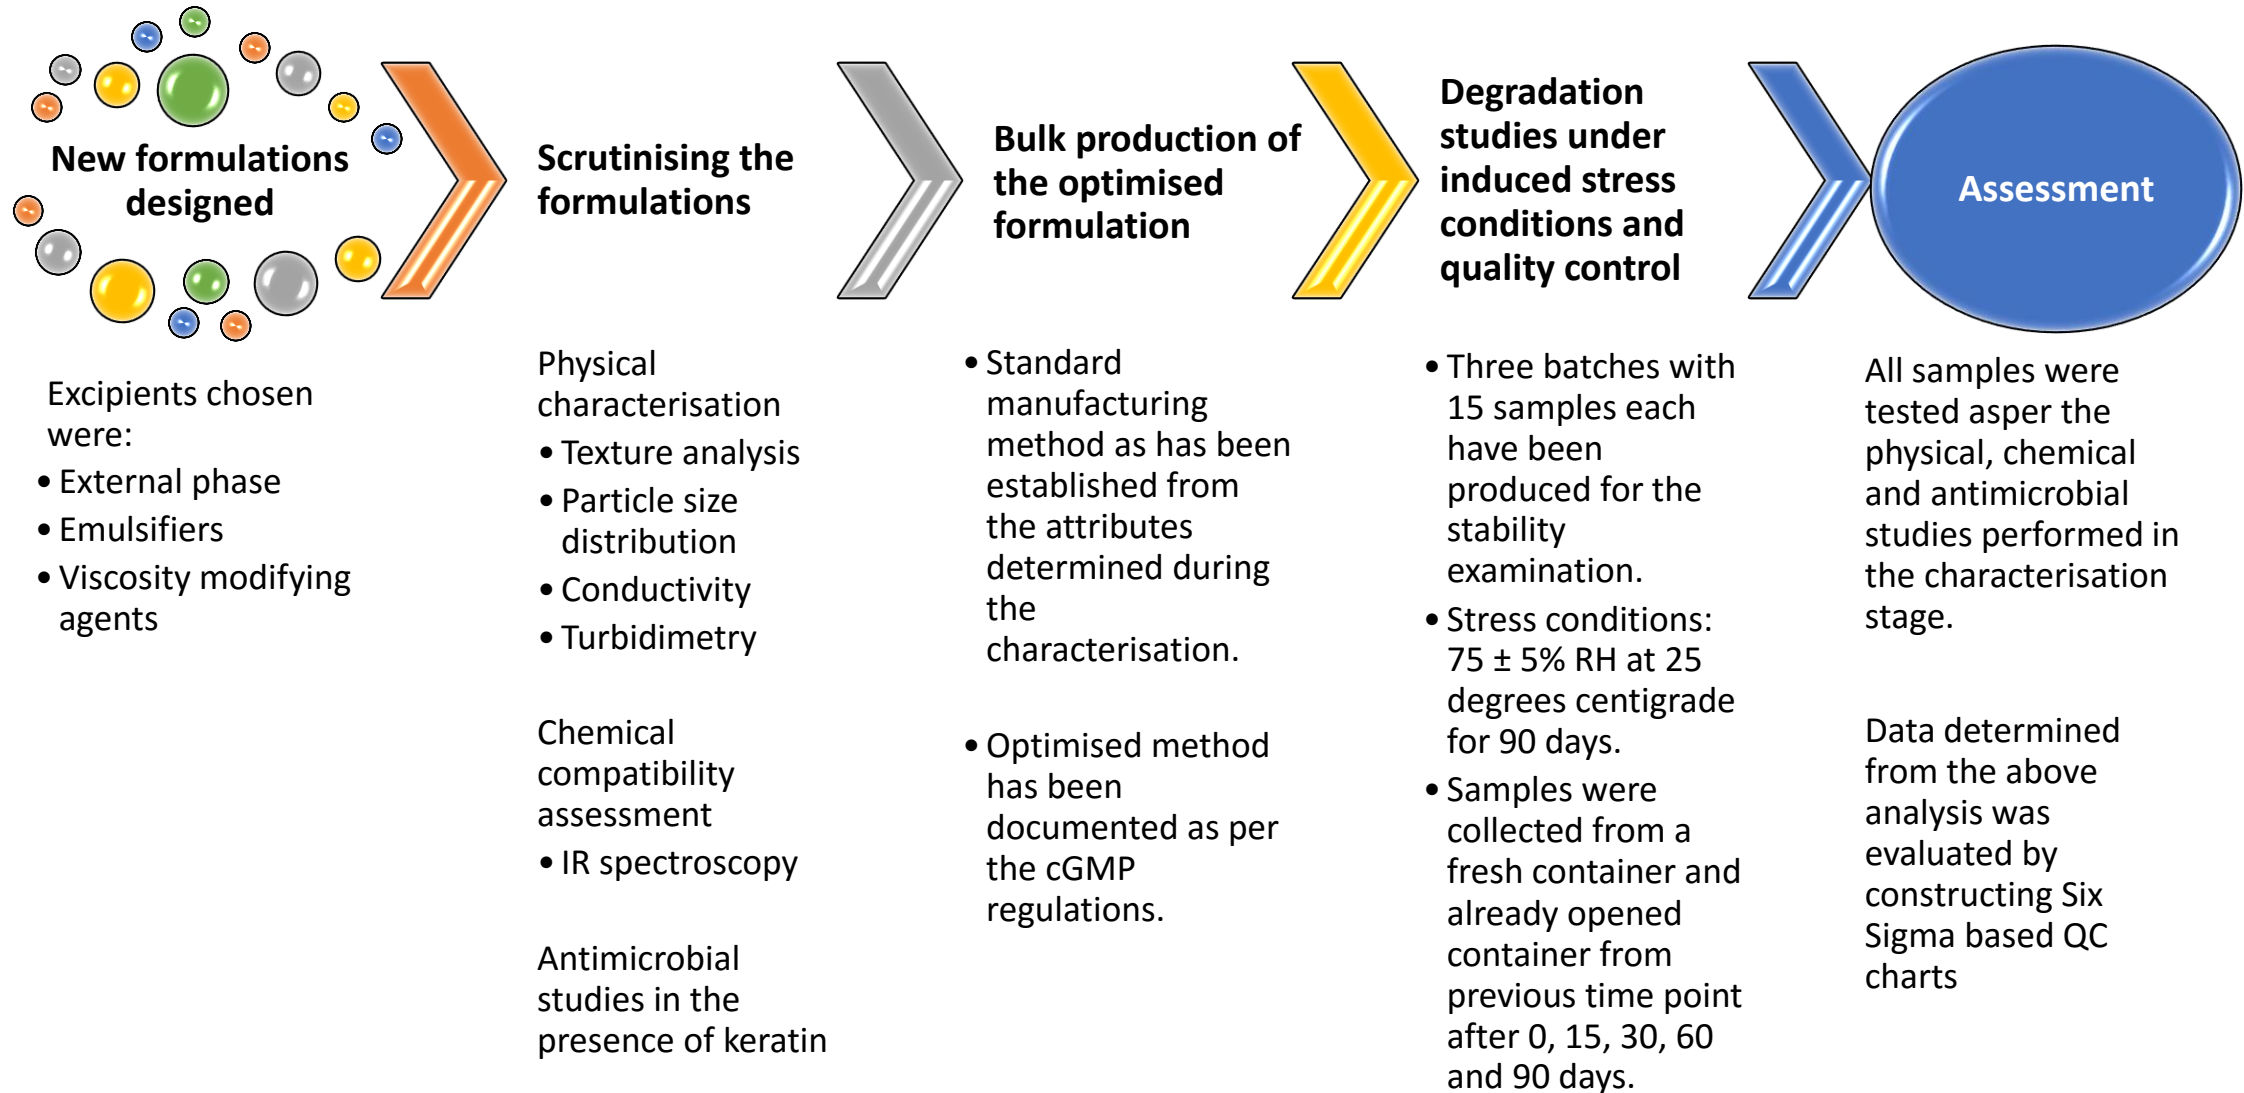 New formulations
designed
Excipients chosen
were:
• External phase
• Emulsifiers
• Viscosity modifying
agents
Scrutinising the
formulations
Physical
characterisation
• Texture analysis
• Particle size
distribution
• Conductivity
• Turbidimetry
Chemical
compatibility
assessment
• IR spectroscopy
Antimicrobial
studies in the
presence of keratin
Bulk production of
the optimised
formulation
• Standard
manufacturing
method as has been
established from
the attributes
determined during
the
characterisation.
• Optimised method
has been
documented as per
the cGMP
regulations.
Degradation
studies under
induced stress
conditions and
quality control
• Three batches with
15 samples each
have been
produced for the
stability
examination.
• Stress conditions:
75 ± 5% RH at 25
degrees centigrade
for 90 days.
• Samples were
collected from a
fresh container and
already opened
container from
previous time point
after 0, 15, 30, 60
and 90 days.
Assessment
All samples were
tested asper the
physical, chemical
and antimicrobial
studies performed in
the characterisation
stage.
Data determined
from the above
analysis was
evaluated by
constructing Six
Sigma based QC
charts